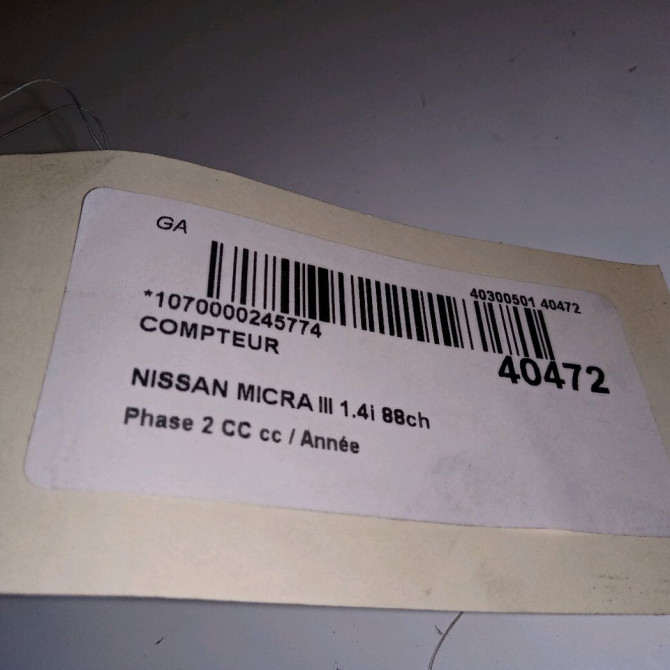 GA
40300501 40472
*1070000245774
COMPTEUR
40472
NISSAN MICRA III 1.4i 88ch
Phase 2 CC cc / Année